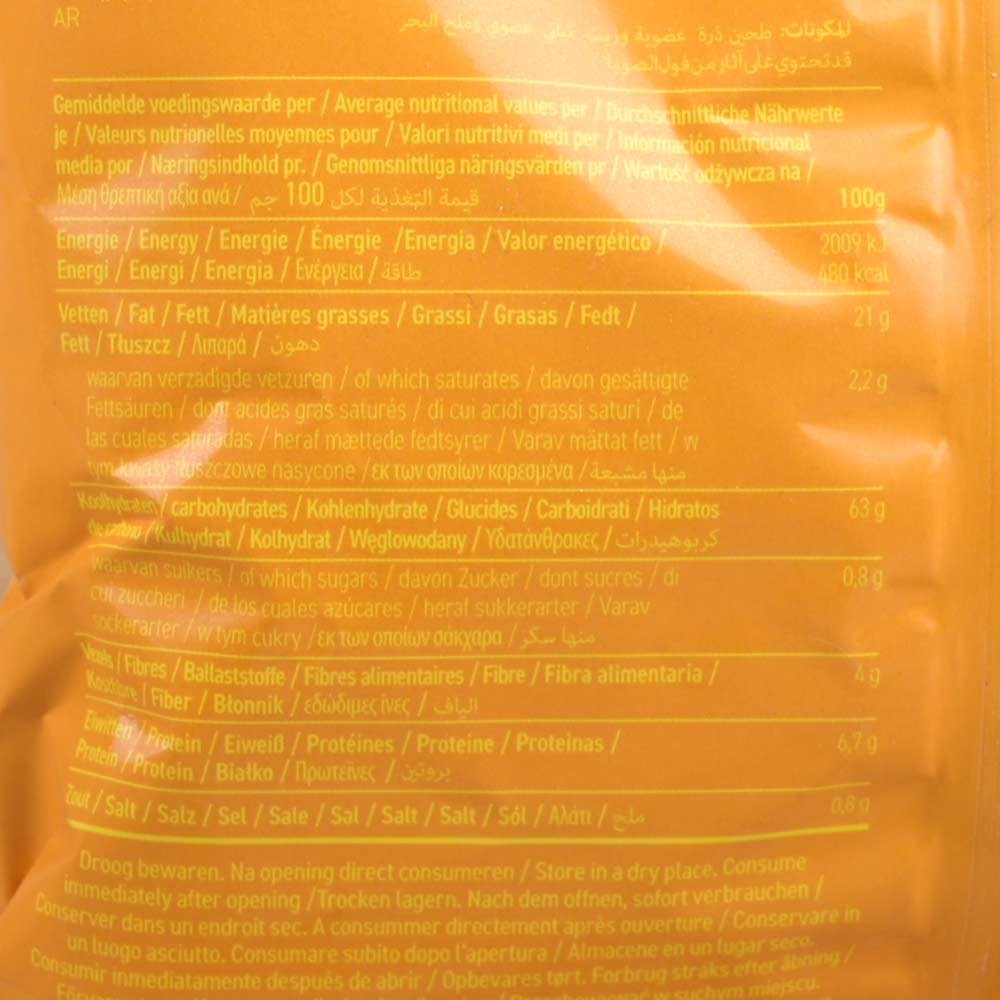 AR
المكونات: طحين ذرة عضوية وزيت نباتي عضوي وملح البحر
قد تحتوي على آثار من فول الصويا
Gemiddelde voedingswaarde per / Average nutritional values per / Durchschnittliche Nährwerte
je / Valeurs nutrionelles moyennes pour / Valori nutritivi medi per / Información nutricional
media por / Næringsindhold pr. / Genomsnittliga näringsvärden pr / Wartość odżywcza na /
Μέση θρεπτική αξία ανά / قيمة التغذية لكل 100 جم 100g
Energie / Energy / Energie / Énergie /Energia / Valor energético / 2009 kJ
Energi / Energi / Energia / Ενέργεια / طاقة 480 kcal
Vetten / Fat / Fett / Matières grasses / Grassi / Grasas / Fedt / 21 g
Fett / Tłuszcz / Λιπαρά / دهون
waarvan verzadigde vetzuren / of which saturates / davon gesättigte 2,2 g
Fettsäuren / dont acides gras saturés / di cui acidi grassi saturi / de
las cuales saturadas / heraf mættede fedtsyrer / Varav mättat fett / w
tym kwasy tłuszczowe nasycone /εκ των οποίων κορεσμένα / منها مشبعة
Koolhydraten / carbohydrates / Kohlenhydrate / Glucides / Carboidrati / Hidratos 63 g
de carbono / Kulhydrat / Kolhydrat / Węglowodany / Υδατάνθρακες / كربوهيدرات
waarvan suikers / of which sugars / davon Zucker / dont sucres / di 0,8 g
cui zuccheri / de los cuales azúcares / heraf sukkerarter / Varav
sockerarter / w tym cukry /εκ των οποίων σάκχαρα / منها سكر
Vezels / Fibres / Ballaststoffe / Fibres alimentaires / Fibre / Fibra alimentaria / 4 g
Kostfibre / Fiber / Błonnik / εδώδιμες ίνες / الياف
Eiwitten / Protein / Eiweiß / Protéines / Proteine / Proteinas / 6,7 g
Protein / Protein / Białko / Πρωτεΐνες / بروتين
Zout / Salt / Salz / Sel / Sale / Sal / Salt / Salt / Sól / Αλάτι / ملح 0,8 g
Droog bewaren. Na opening direct consumeren / Store in a dry place. Consume
immediately after opening /Trocken lagern. Nach dem öffnen, sofort verbrauchen /
Conserver dans un endroit sec. A consummer directement après ouverture / Conservare in
un luogo asciutto. Consumare subito dopo l'apertura / Almacene en un lugar seco.
Consumir inmediatamente después de abrir / Opbevares tørt. Forbrug straks efter åbning /
w suchym miejscu.